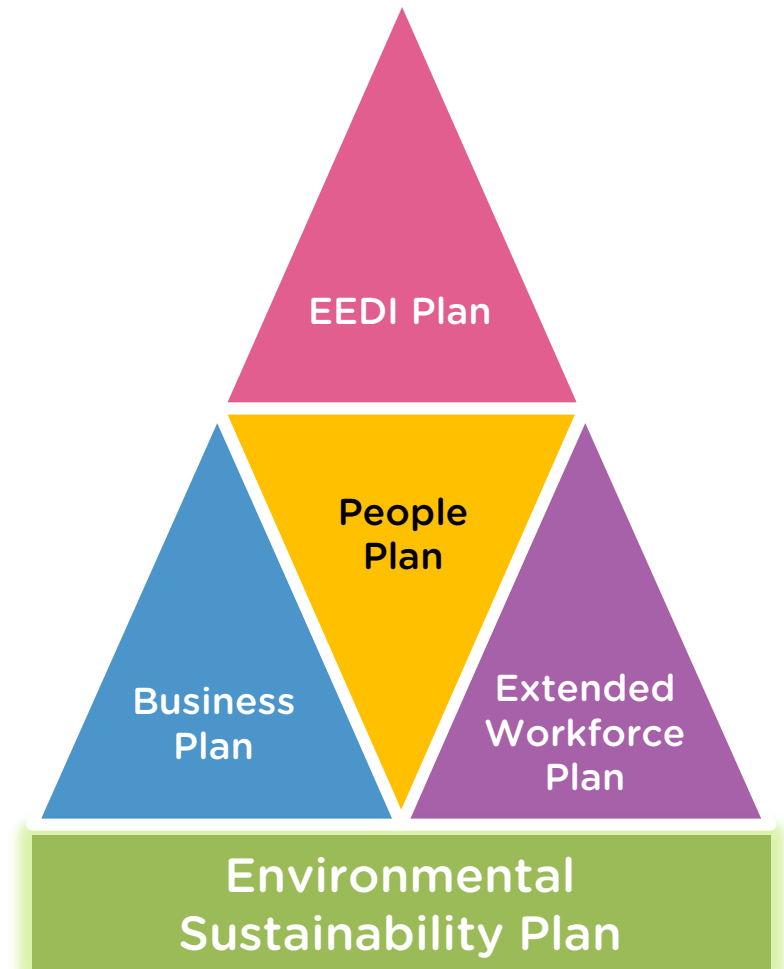 EEDI Plan
People
Plan
Business
Plan
Extended
Workforce
Plan
Environmental
Sustainability Plan